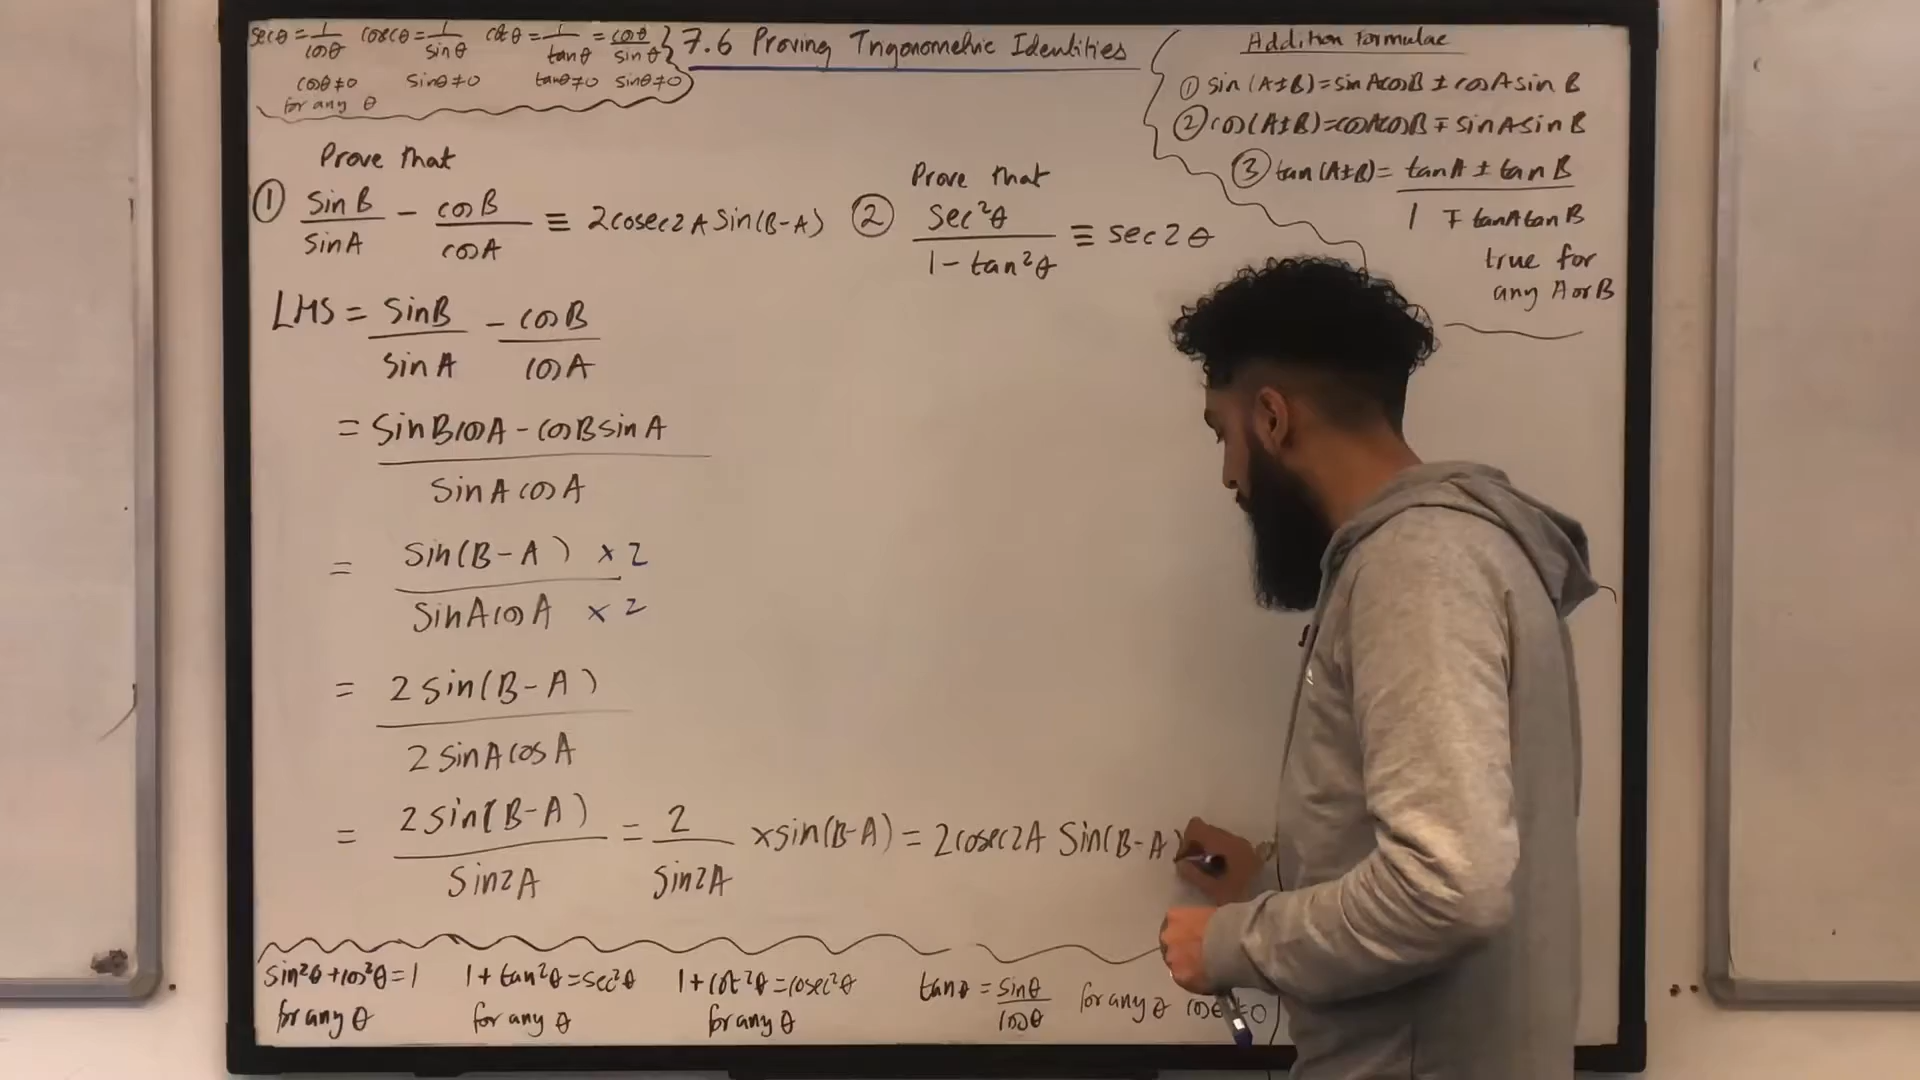 secθ = 1/cosθ cosecθ = 1/sinθ cotθ = 1/tanθ = cosθ/sinθ
cosθ≠0 sinθ≠0 tanθ≠0 sinθ≠0
for any θ
7.6 Proving Trigonometric Identities
Addition Formulae
① sin(A±B)=sinAcosB ± cosAsinB
② cos(A±B)=cosAcosB ∓ sinAsinB
③ tan(A±B)= tanA ± tanB / 1 ∓ tanAtanB
true for
any A or B
Prove that
① sinB/sinA − cosB/cosA ≡ 2cosec2A sin(B−A)
LHS = sinB/sinA − cosB/cosA
= sinBcosA − cosBsinA / sinAcosA
= sin(B−A) × 2 / sinAcosA × 2
= 2sin(B−A) / 2sinAcosA
= 2sin(B−A)/sin2A = 2/sin2A × sin(B−A) = 2cosec2A sin(B−A)
Prove that
② sec²θ / 1 − tan²θ ≡ sec2θ
sin²θ+cos²θ=1
for any θ
1+tan²θ=sec²θ
for any θ
1+cot²θ=cosec²θ
for any θ
tanθ = sinθ/cosθ for any θ cosθ≠0